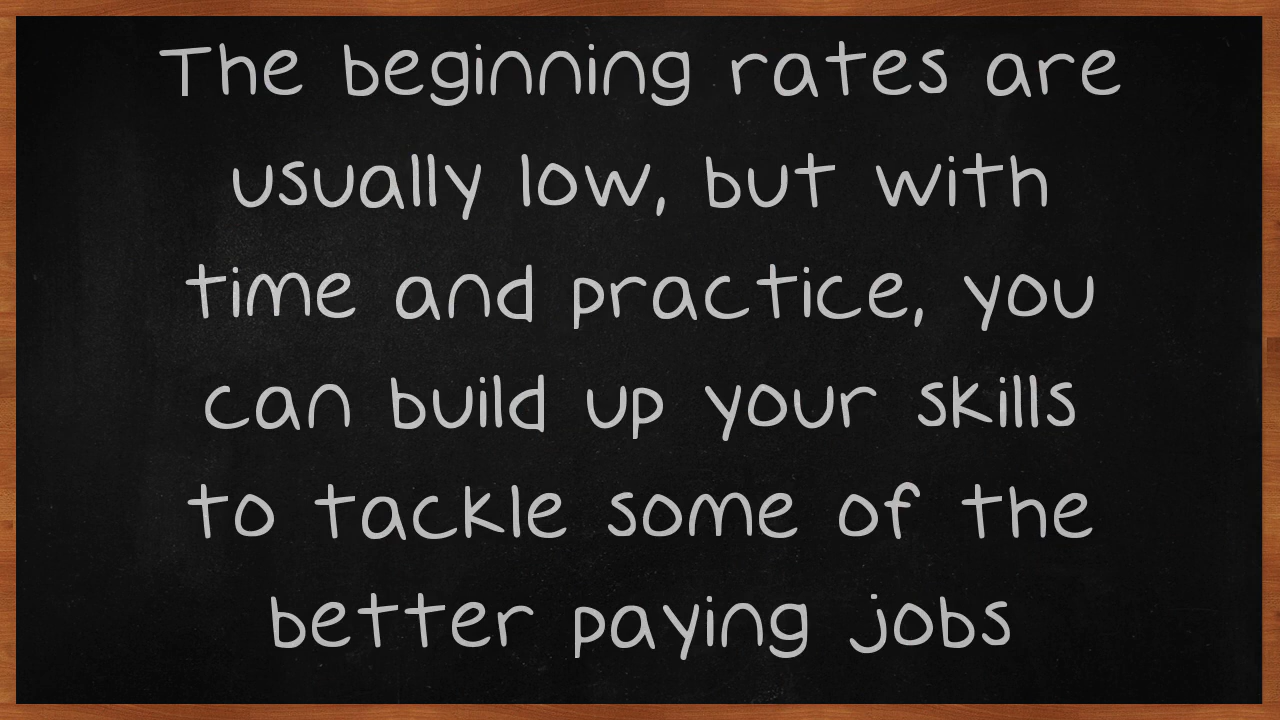 The beginning rates are
usually low, but with
time and practice, you
can build up your skills
to tackle some of the
better paying jobs